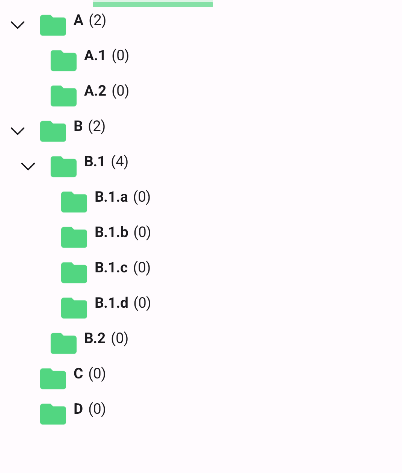 A (2)
A.1 (0)
A.2 (0)
B (2)
B.1 (4)
B.1.a (0)
B.1.b (0)
B.1.c (0)
B.1.d (0)
B.2 (0)
C (0)
D (0)